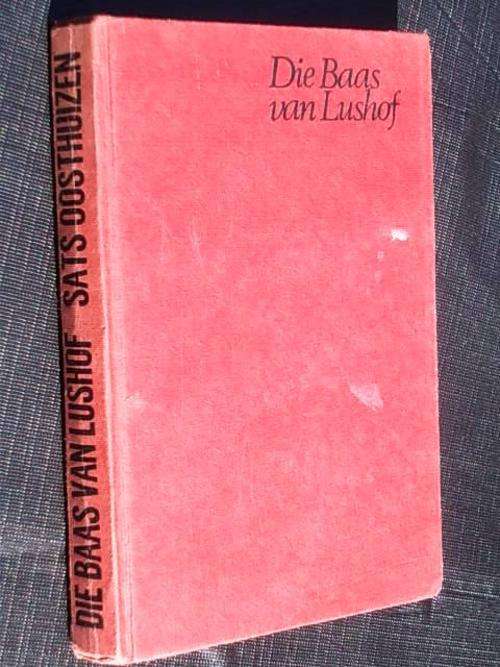 Die Baas
van Lushof
DIE BAAS VAN LUSHOF SATS OOSTHUIZEN